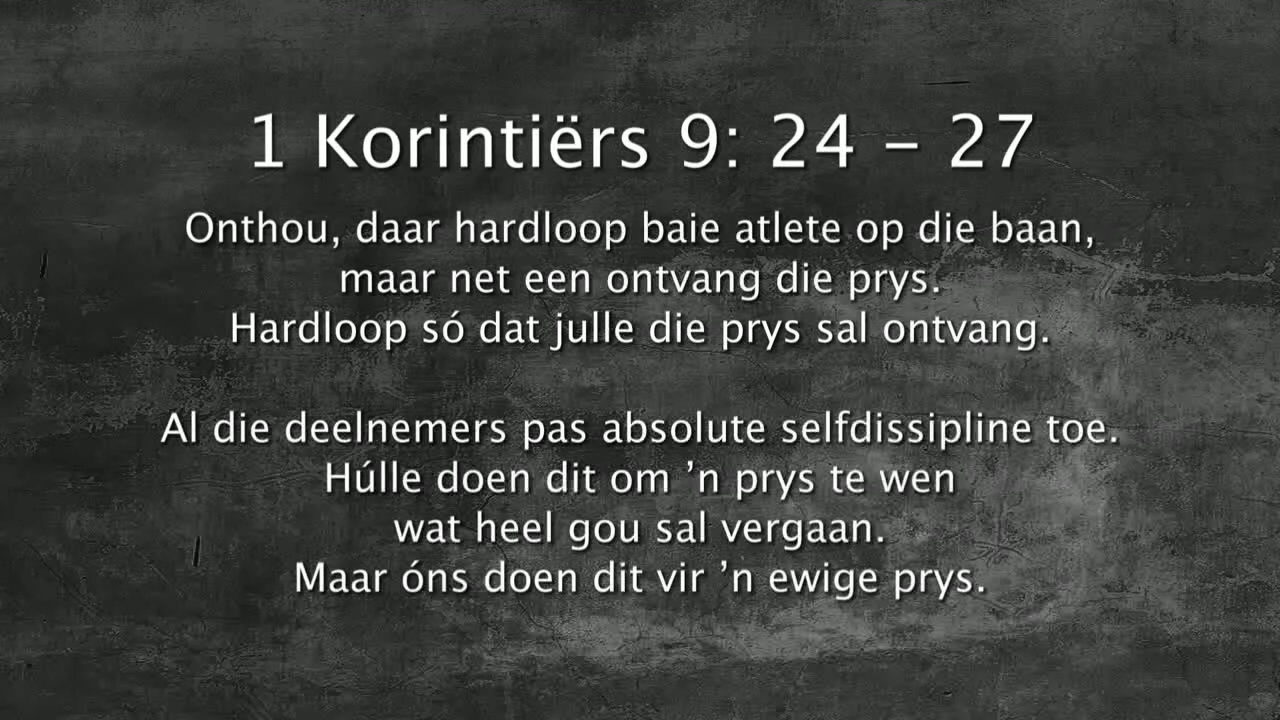 1 Korintiërs 9: 24 – 27
Onthou, daar hardloop baie atlete op die baan,
maar net een ontvang die prys.
Hardloop só dat julle die prys sal ontvang.
Al die deelnemers pas absolute selfdissipline toe.
Húlle doen dit om ’n prys te wen
wat heel gou sal vergaan.
Maar óns doen dit vir ’n ewige prys.